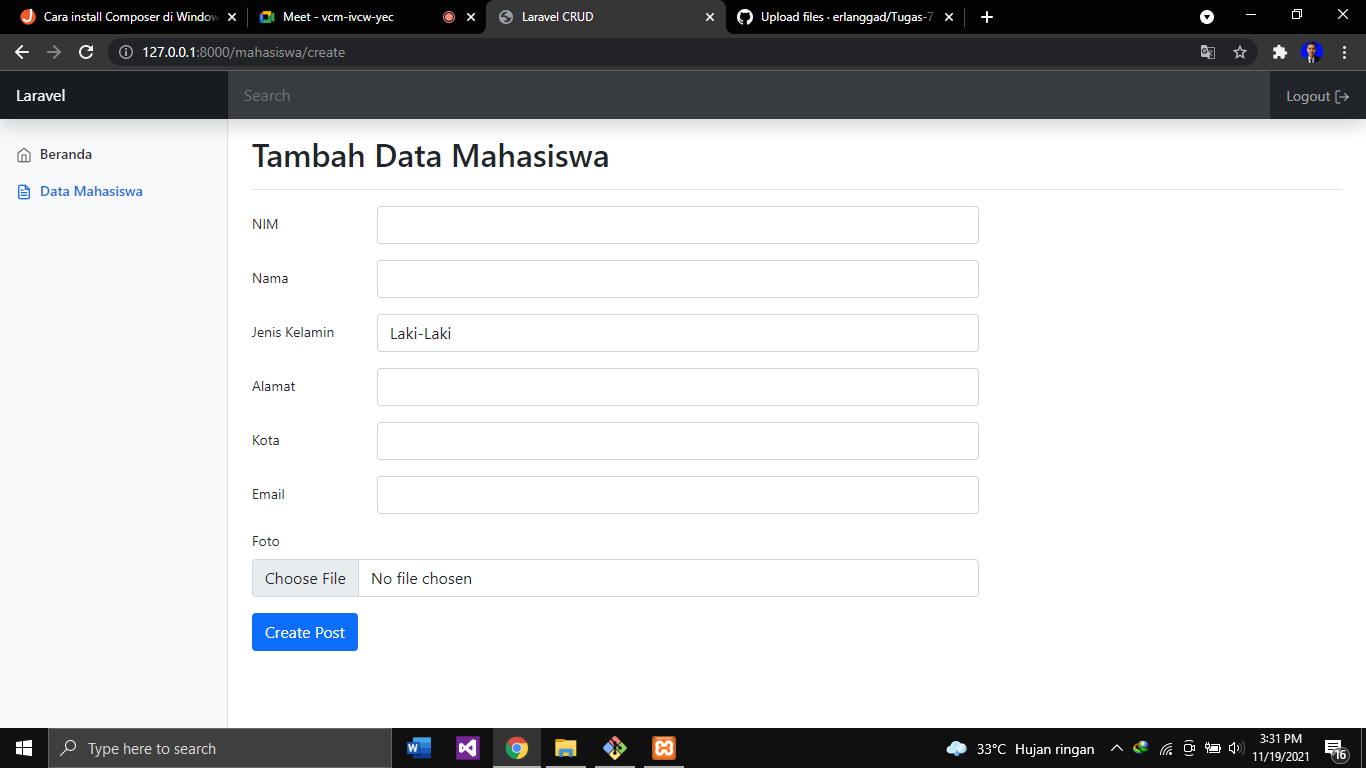 Cara install Composer di Window
Meet - vcm-ivcw-yec
Laravel CRUD
Upload files · erlanggad/Tugas-7
127.0.0.1:8000/mahasiswa/create
Laravel
Search
Logout
Beranda
Data Mahasiswa
Tambah Data Mahasiswa
NIM
Nama
Jenis Kelamin Laki-Laki
Alamat
Kota
Email
Foto
Choose File No file chosen
Create Post
Type here to search
33°C Hujan ringan
3:31 PM
11/19/2021
16